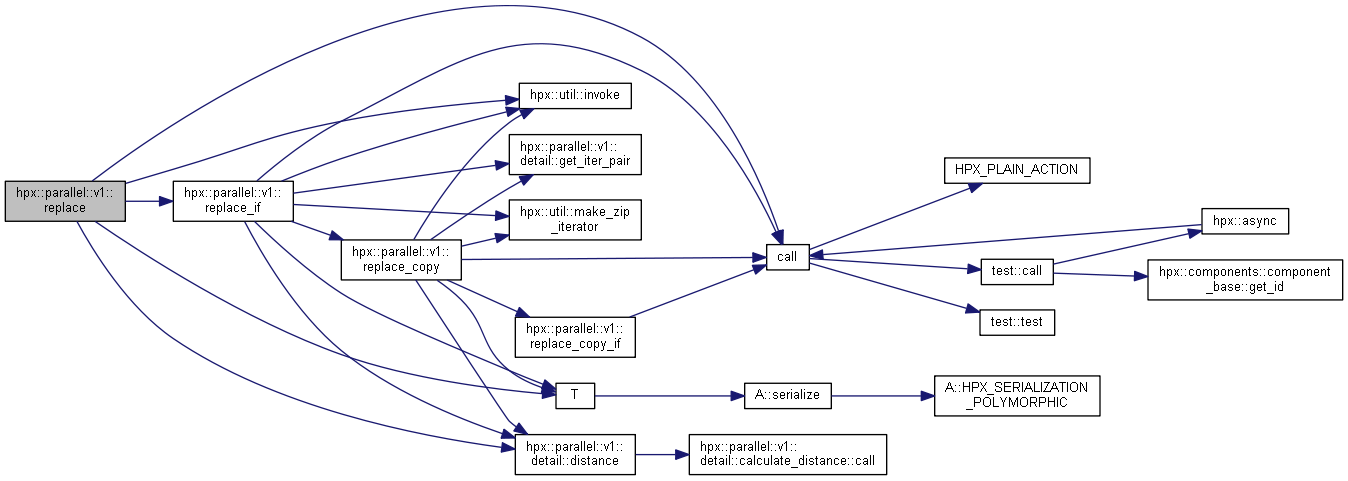 hpx::parallel::v1::
replace
hpx::parallel::v1::
replace_if
hpx::util::invoke
hpx::parallel::v1::
detail::get_iter_pair
hpx::util::make_zip
_iterator
hpx::parallel::v1::
replace_copy
hpx::parallel::v1::
replace_copy_if
T
hpx::parallel::v1::
detail::distance
call
A::serialize
hpx::parallel::v1::
detail::calculate_distance::call
HPX_PLAIN_ACTION
test::call
test::test
A::HPX_SERIALIZATION
_POLYMORPHIC
hpx::async
hpx::components::component
_base::get_id